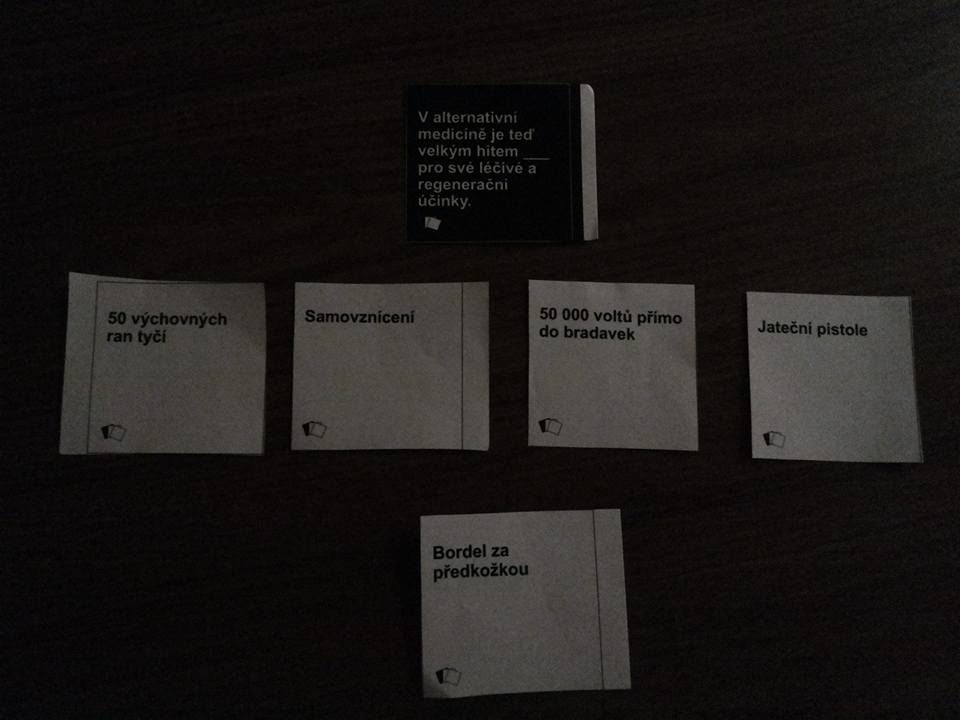 V alternativní
medicině je teď
velkým hitem ___
pro své léčivé a
regenerační
účinky.
50 výchovných
ran tyčí
Samovznícení
50 000 voltů přímo
do bradavek
Jateční pistole
Bordel za
předkožkou